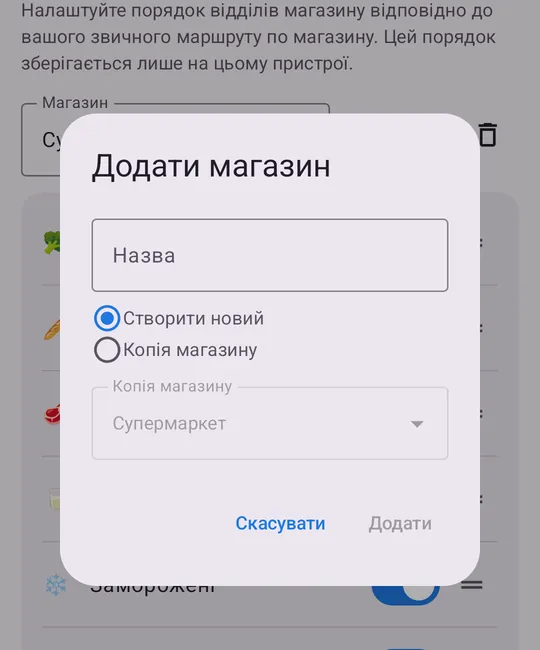 Налаштуйте порядок відділів магазину відповідно до
вашого звичного маршруту по магазину. Цей порядок
зберігається лише на цьому пристрої.
Магазин
Додати магазин
Назва
Створити новий
Копія магазину
Копія магазину
Супермаркет
Скасувати
Додати
Заморожені